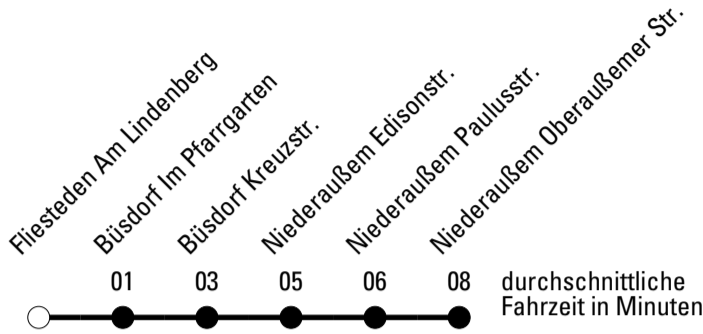 Fliesteden Am Lindenberg
Büsdorf Im Pfarrgarten
Büsdorf Kreuzstr.
Niederaußem Edisonstr.
Niederaußem Paulusstr.
Niederaußem Oberaußemer Str.
01 03 05 06 08
durchschnittliche
Fahrzeit in Minuten